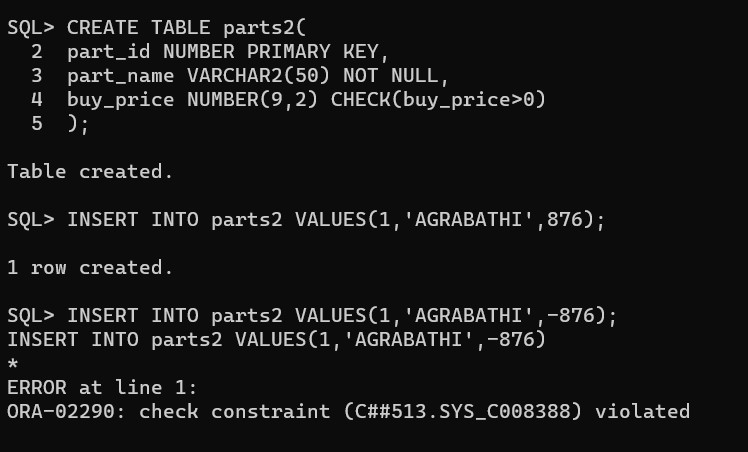 SQL> CREATE TABLE parts2(
  2  part_id NUMBER PRIMARY KEY,
  3  part_name VARCHAR2(50) NOT NULL,
  4  buy_price NUMBER(9,2) CHECK(buy_price>0)
  5  );
Table created.
SQL> INSERT INTO parts2 VALUES(1,'AGRABATHI',876);
1 row created.
SQL> INSERT INTO parts2 VALUES(1,'AGRABATHI',-876);
INSERT INTO parts2 VALUES(1,'AGRABATHI',-876)
*
ERROR at line 1:
ORA-02290: check constraint (C##513.SYS_C008388) violated